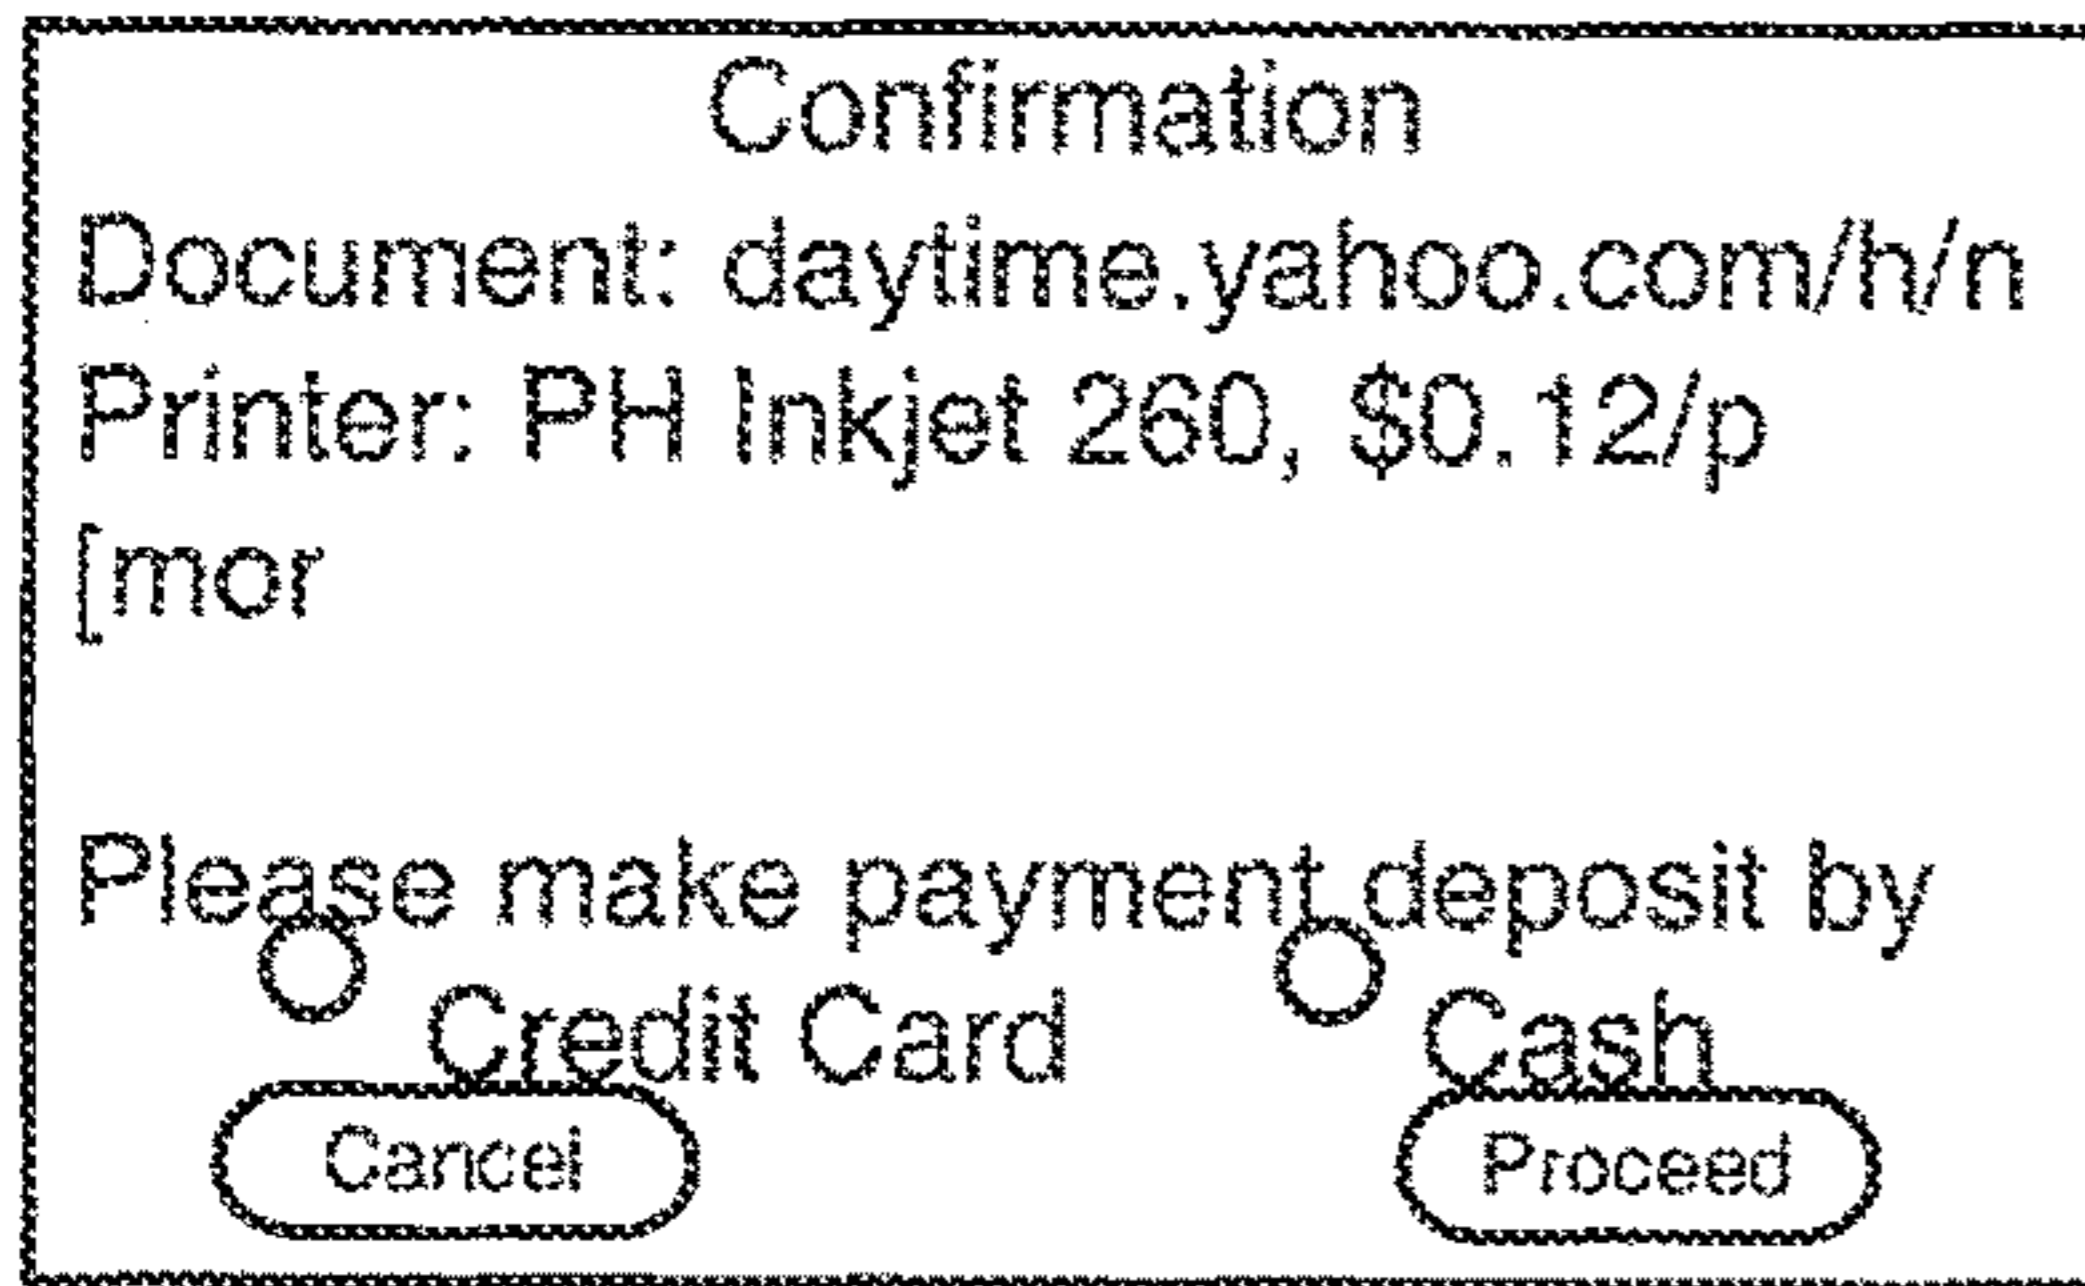 Confirmation
Document: daytime.yahoo.com/h/n
Printer: PH Inkjet 260, $0.12/p
[mor
Please make payment deposit by
Credit Card Cash
Cancel Proceed